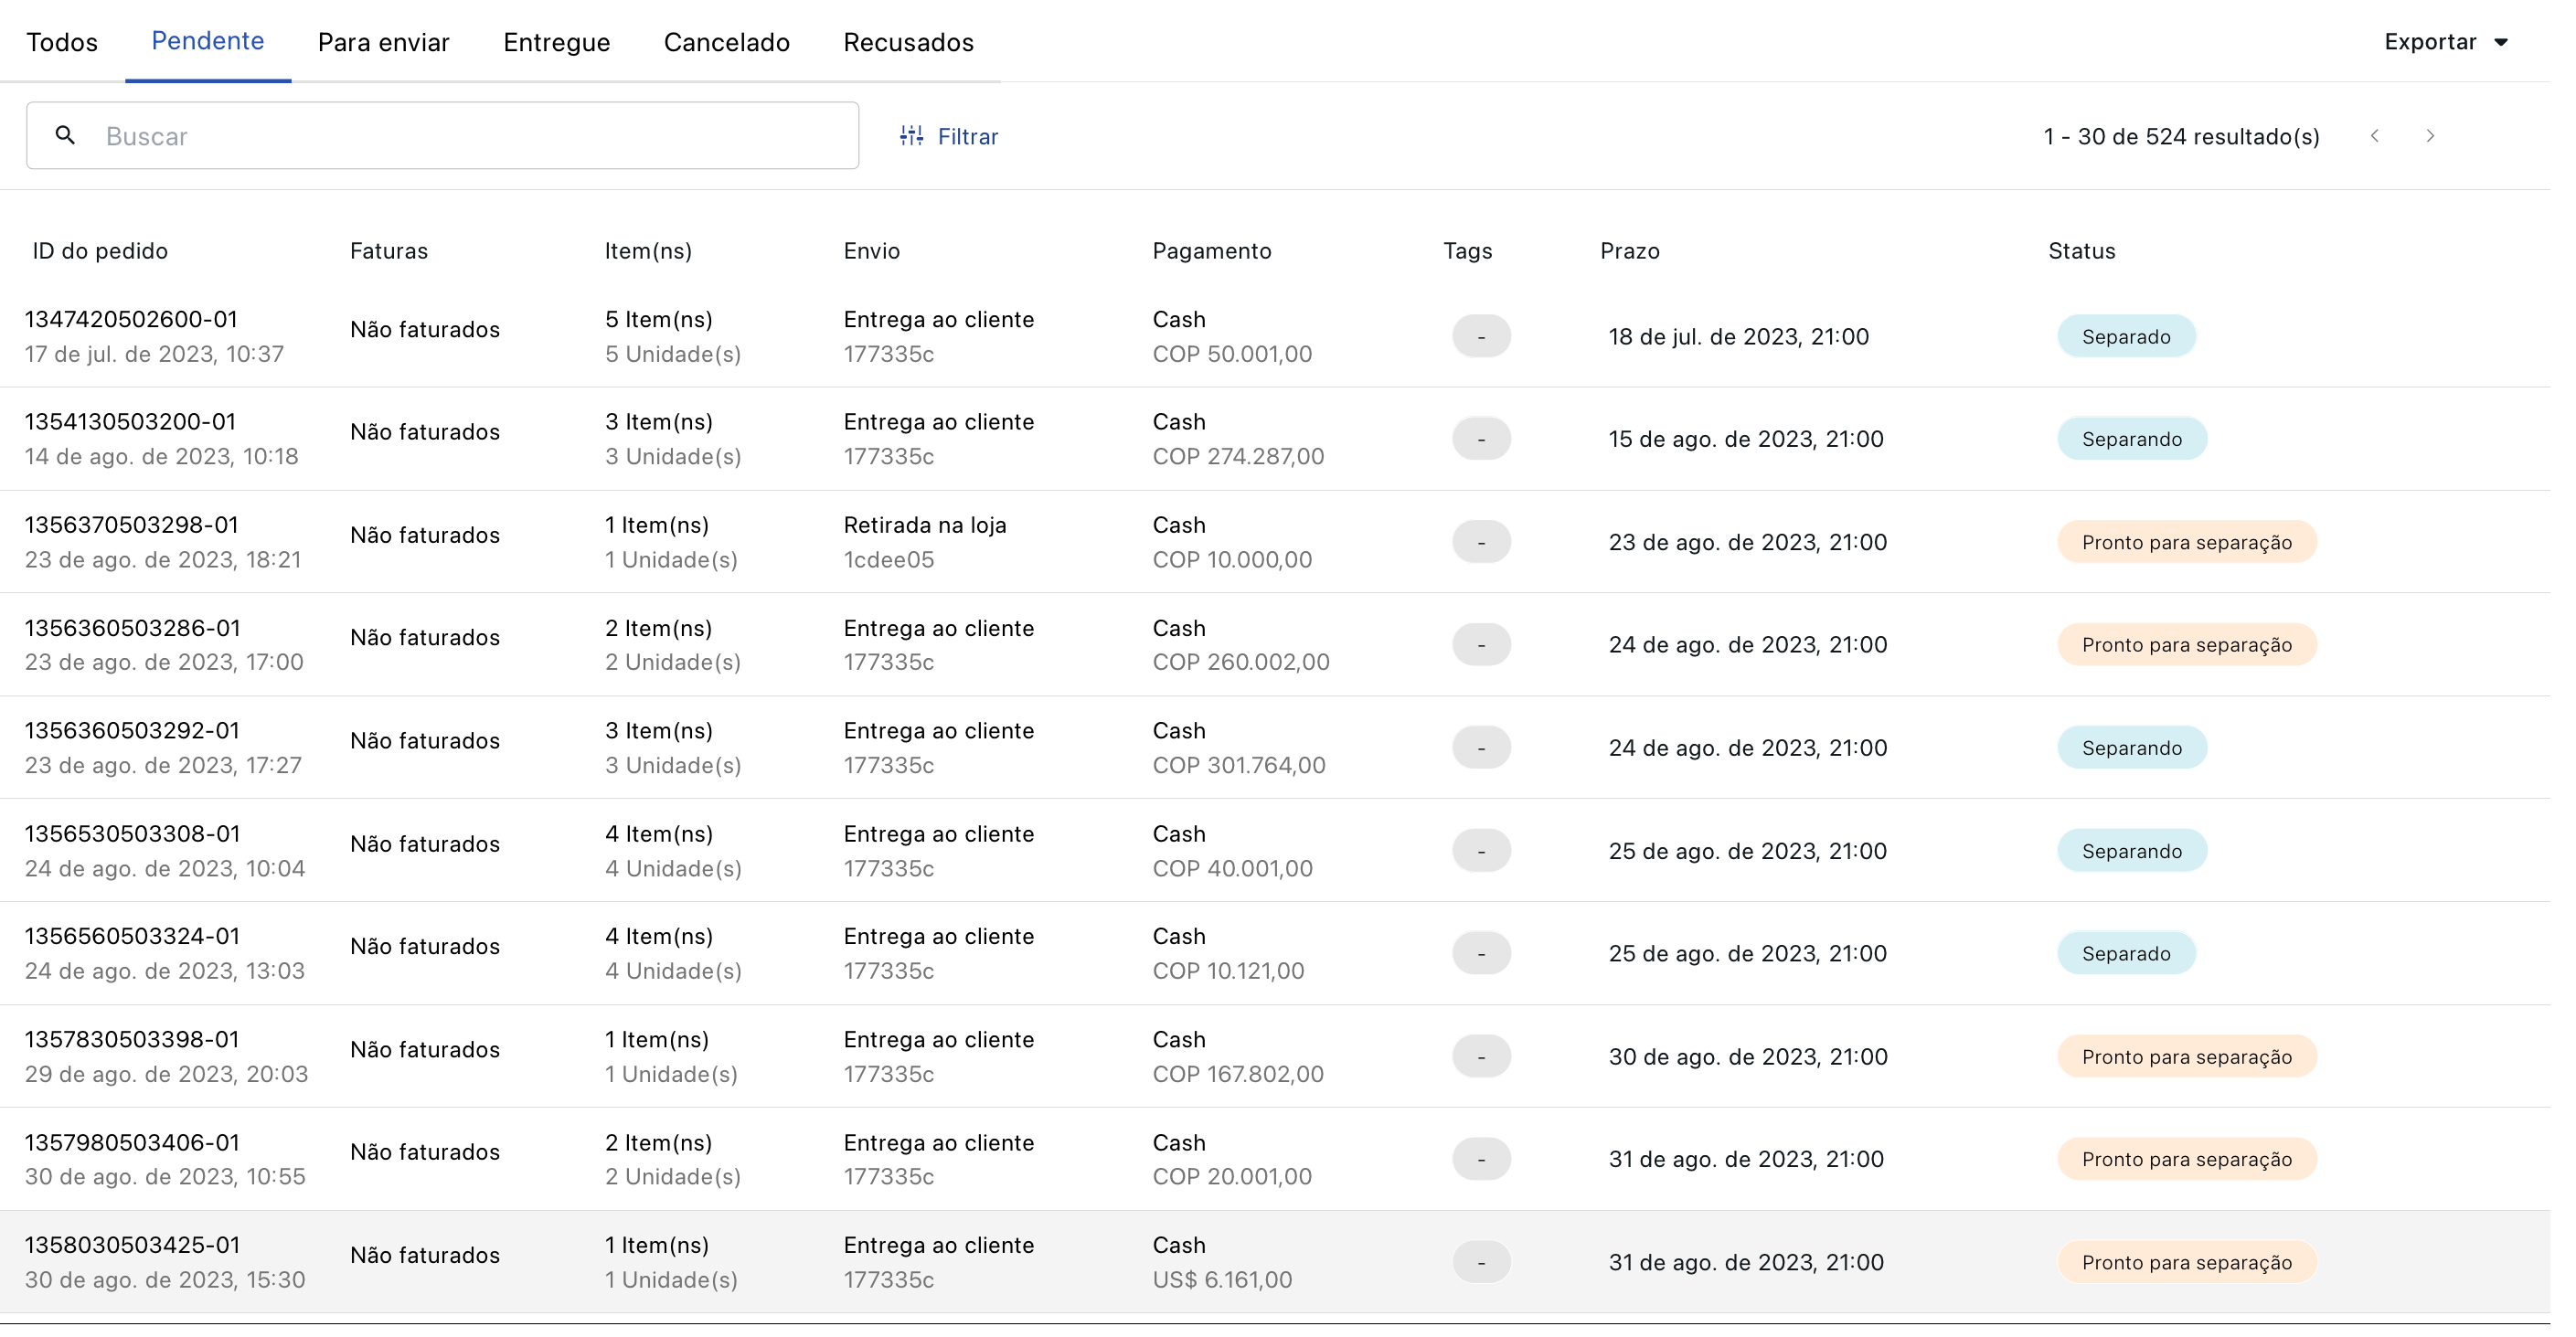 Todos Pendente Para enviar Entregue Cancelado Recusados Exportar
Buscar Filtrar 1 - 30 de 524 resultado(s)
ID do pedido Faturas Item(ns) Envio Pagamento Tags Prazo Status
1347420502600-01 Não faturados 5 Item(ns) Entrega ao cliente Cash - 18 de jul. de 2023, 21:00 Separado
17 de jul. de 2023, 10:37 5 Unidade(s) 177335c COP 50.001,00
1354130503200-01 Não faturados 3 Item(ns) Entrega ao cliente Cash - 15 de ago. de 2023, 21:00 Separando
14 de ago. de 2023, 10:18 3 Unidade(s) 177335c COP 274.287,00
1356370503298-01 Não faturados 1 Item(ns) Retirada na loja Cash - 23 de ago. de 2023, 21:00 Pronto para separação
23 de ago. de 2023, 18:21 1 Unidade(s) 1cdee05 COP 10.000,00
1356360503286-01 Não faturados 2 Item(ns) Entrega ao cliente Cash - 24 de ago. de 2023, 21:00 Pronto para separação
23 de ago. de 2023, 17:00 2 Unidade(s) 177335c COP 260.002,00
1356360503292-01 Não faturados 3 Item(ns) Entrega ao cliente Cash - 24 de ago. de 2023, 21:00 Separando
23 de ago. de 2023, 17:27 3 Unidade(s) 177335c COP 301.764,00
1356530503308-01 Não faturados 4 Item(ns) Entrega ao cliente Cash - 25 de ago. de 2023, 21:00 Separando
24 de ago. de 2023, 10:04 4 Unidade(s) 177335c COP 40.001,00
1356560503324-01 Não faturados 4 Item(ns) Entrega ao cliente Cash - 25 de ago. de 2023, 21:00 Separado
24 de ago. de 2023, 13:03 4 Unidade(s) 177335c COP 10.121,00
1357830503398-01 Não faturados 1 Item(ns) Entrega ao cliente Cash - 30 de ago. de 2023, 21:00 Pronto para separação
29 de ago. de 2023, 20:03 1 Unidade(s) 177335c COP 167.802,00
1357980503406-01 Não faturados 2 Item(ns) Entrega ao cliente Cash - 31 de ago. de 2023, 21:00 Pronto para separação
30 de ago. de 2023, 10:55 2 Unidade(s) 177335c COP 20.001,00
1358030503425-01 Não faturados 1 Item(ns) Entrega ao cliente Cash - 31 de ago. de 2023, 21:00 Pronto para separação
30 de ago. de 2023, 15:30 1 Unidade(s) 177335c US$ 6.161,00